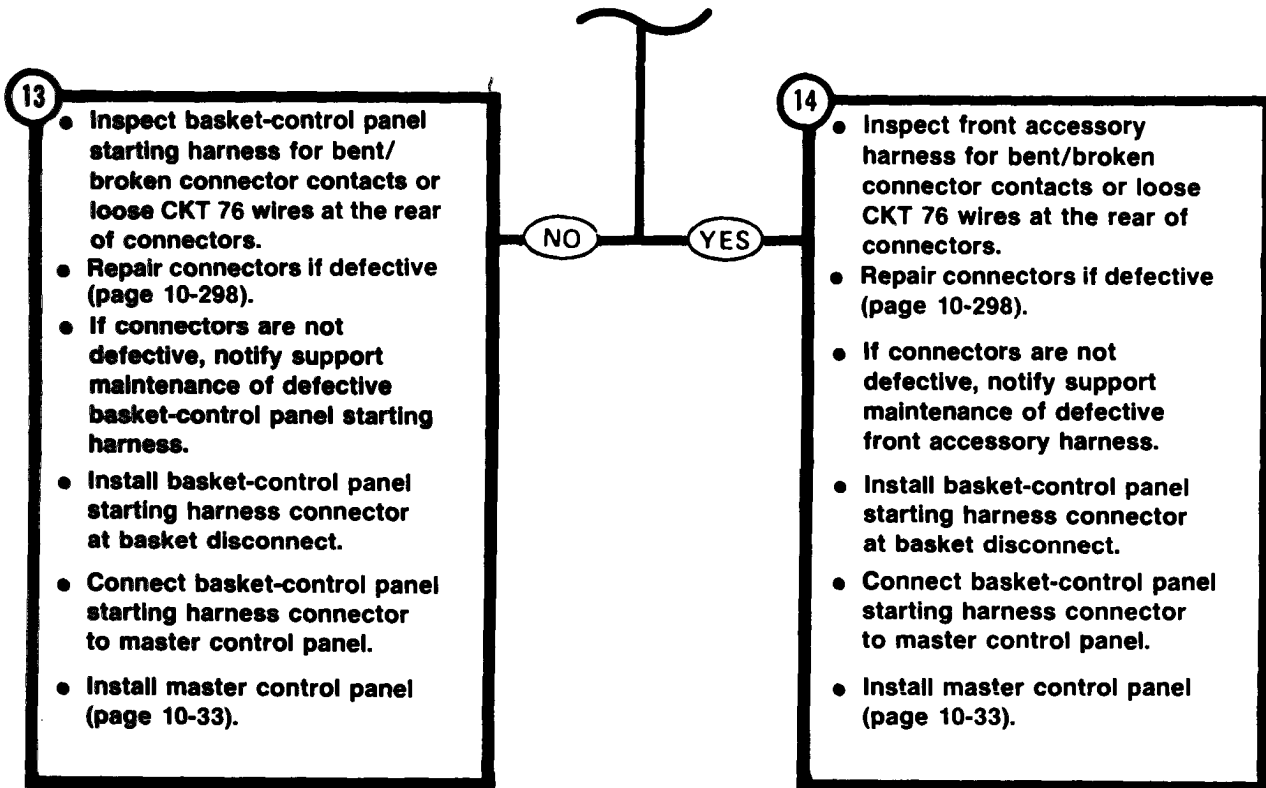 13
• Inspect basket-control panel
starting harness for bent/
broken connector contacts or
loose CKT 76 wires at the rear
of connectors.
• Repair connectors if defective
(page 10-298).
• If connectors are not
defective, notify support
maintenance of defective
basket-control panel starting
harness.
• Install basket-control panel
starting harness connector
at basket disconnect.
• Connect basket-control panel
starting harness connector
to master control panel.
• Install master control panel
(page 10-33).
NO
YES
14
• Inspect front accessory
harness for bent/broken
connector contacts or loose
CKT 76 wires at the rear of
connectors.
• Repair connectors if defective
(page 10-298).
• If connectors are not
defective, notify support
maintenance of defective
front accessory harness.
• Install basket-control panel
starting harness connector
at basket disconnect.
• Connect basket-control panel
starting harness connector
to master control panel.
• Install master control panel
(page 10-33).